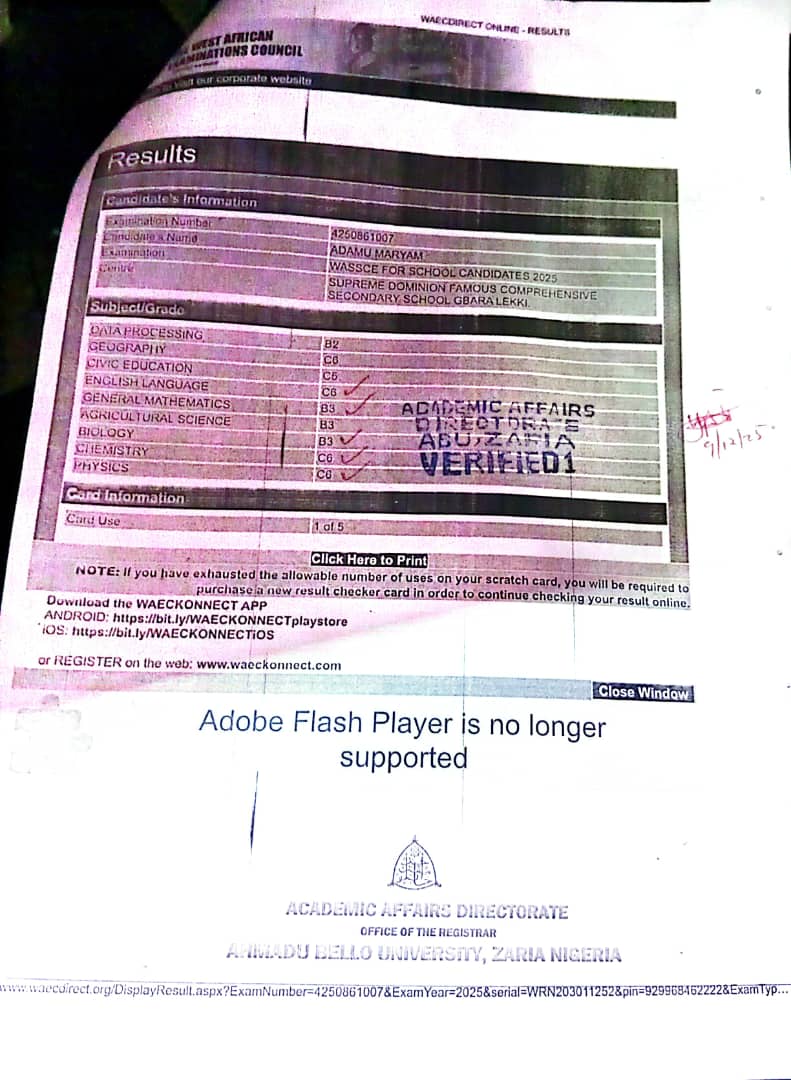 WAECDIRECT ONLINE - RESULTS
WEST AFRICAN
EXAMINATIONS COUNCIL
visit our corporate website
Results
Candidate's Information
Examination Number 4250861007
Candidate's Name ADAMU MARYAM
Examination WASSCE FOR SCHOOL CANDIDATES 2025
Centre SUPREME DOMINION FAMOUS COMPREHENSIVE
SECONDARY SCHOOL GBARA LEKKI.
Subject/Grade
DATA PROCESSING B2
GEOGRAPHY C6
CIVIC EDUCATION C6
ENGLISH LANGUAGE C6
GENERAL MATHEMATICS B3
AGRICULTURAL SCIENCE B3
BIOLOGY B3
CHEMISTRY C6
PHYSICS C6
ACADEMIC AFFAIRS
DIRECTORATE
ABU, ZARIA
VERIFIED1
9/12/25
Card Information
Card Use 1 of 5
Click Here to Print
NOTE: If you have exhausted the allowable number of uses on your scratch card, you will be required to
purchase a new result checker card in order to continue checking your result online.
Download the WAECKONNECT APP
ANDROID: https://bit.ly/WAECKONNECTplaystore
iOS: https://bit.ly/WAECKONNECTiOS
or REGISTER on the web: www.waeckonnect.com
Close Window
Adobe Flash Player is no longer
supported
ACADEMIC AFFAIRS DIRECTORATE
OFFICE OF THE REGISTRAR
AHMADU BELLO UNIVERSITY, ZARIA NIGERIA
www.waecdirect.org/DisplayResult.aspx?ExamNumber=4250861007&ExamYear=2025&serial=WRN203011252&pin=929968462222&ExamTyp...